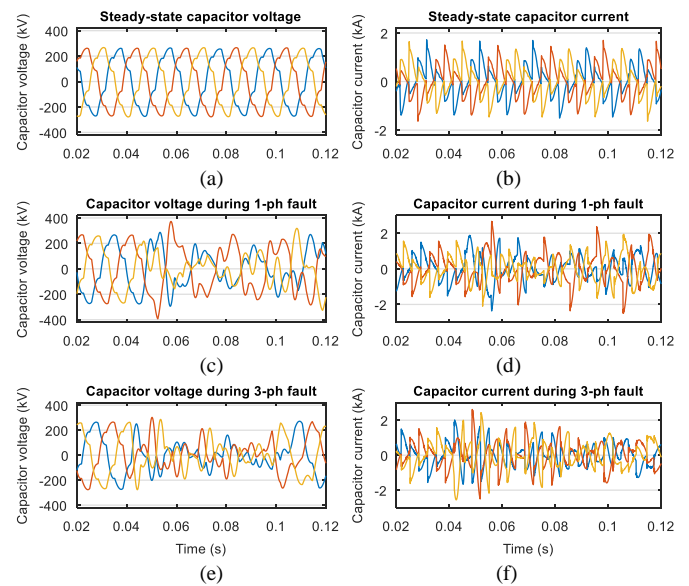 Steady-state capacitor voltage
Capacitor voltage (kV)
400
200
0
-200
-400
0.02 0.04 0.06 0.08 0.1 0.12
(a)
Steady-state capacitor current
Capacitor current (kA)
2
0
-2
0.02 0.04 0.06 0.08 0.1 0.12
(b)
Capacitor voltage during 1-ph fault
Capacitor voltage (kV)
400
200
0
-200
-400
0.02 0.04 0.06 0.08 0.1 0.12
(c)
Capacitor current during 1-ph fault
Capacitor current (kA)
2
0
-2
0.02 0.04 0.06 0.08 0.1 0.12
(d)
Capacitor voltage during 3-ph fault
Capacitor voltage (kV)
400
200
0
-200
-400
0.02 0.04 0.06 0.08 0.1 0.12
Time (s)
(e)
Capacitor current during 3-ph fault
Capacitor current (kA)
2
0
-2
0.02 0.04 0.06 0.08 0.1 0.12
Time (s)
(f)